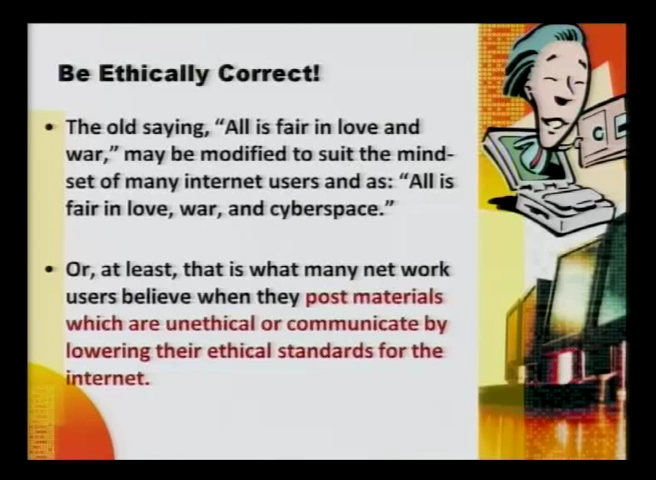 Be Ethically Correct!
• The old saying, “All is fair in love and
war,” may be modified to suit the mind-
set of many internet users and as: “All is
fair in love, war, and cyberspace.”
• Or, at least, that is what many net work
users believe when they post materials
which are unethical or communicate by
lowering their ethical standards for the
internet.
C